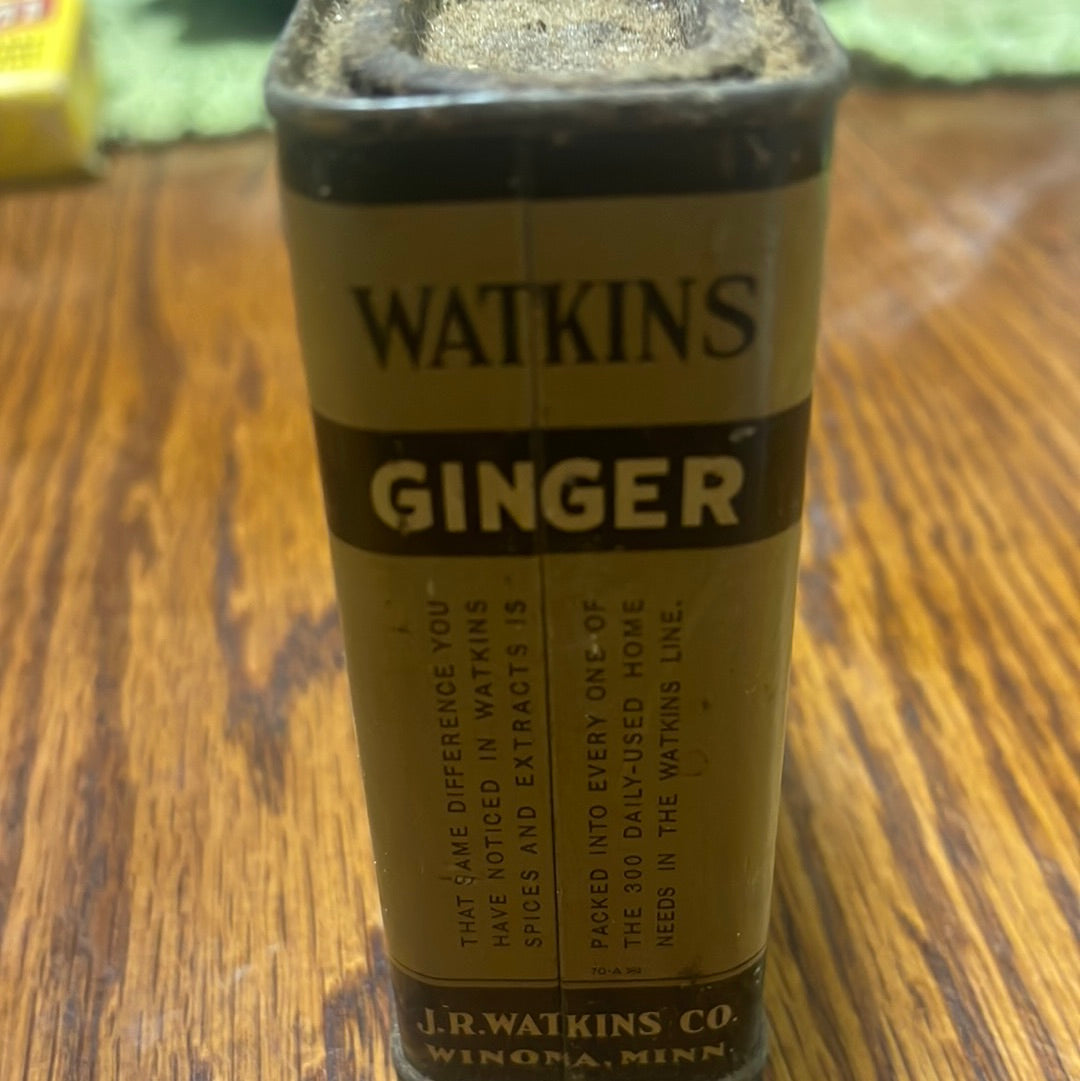 WATKINS
GINGER
THAT SAME DIFFERENCE YOU
HAVE NOTICED IN WATKINS
SPICES AND EXTRACTS IS
PACKED INTO EVERY ONE OF
THE 300 DAILY-USED HOME
NEEDS IN THE WATKINS LINE.
70-A
J.R.WATKINS CO.
WINONA, MINN.